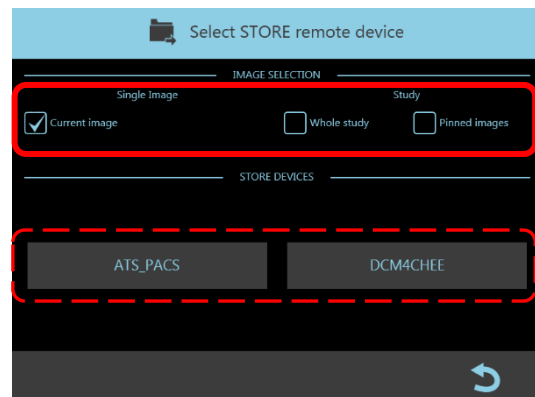 Select STORE remote device
IMAGE SELECTION
Single Image
Study
Current image
Whole study
Pinned images
STORE DEVICES
ATS_PACS
DCM4CHEE